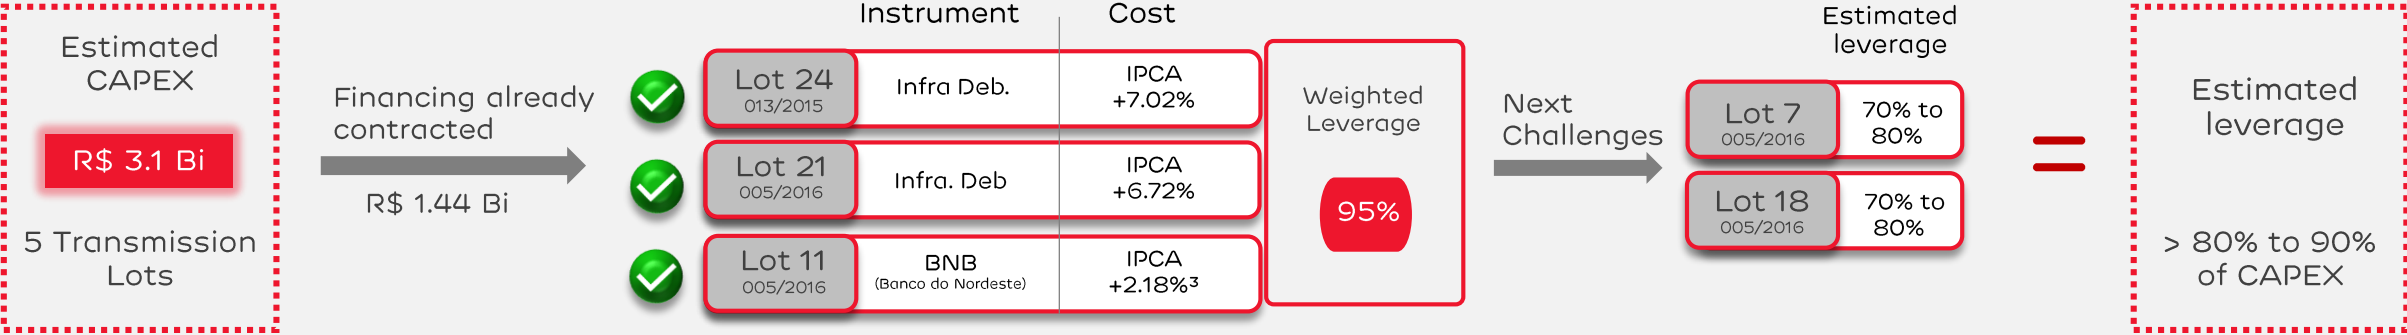 Estimated
CAPEX
R$ 3.1 Bi
5 Transmission
Lots
Financing already
contracted
R$ 1.44 Bi
Instrument
Cost
Lot 24
013/2015
Infra Deb.
IPCA
+7.02%
Lot 21
005/2016
Infra. Deb
IPCA
+6.72%
Lot 11
005/2016
BNB
(Banco do Nordeste)
IPCA
+2.18%³
Weighted
Leverage
95%
Next
Challenges
Estimated
leverage
Lot 7
005/2016
70% to
80%
Lot 18
005/2016
70% to
80%
=
Estimated
leverage
> 80% to 90%
of CAPEX